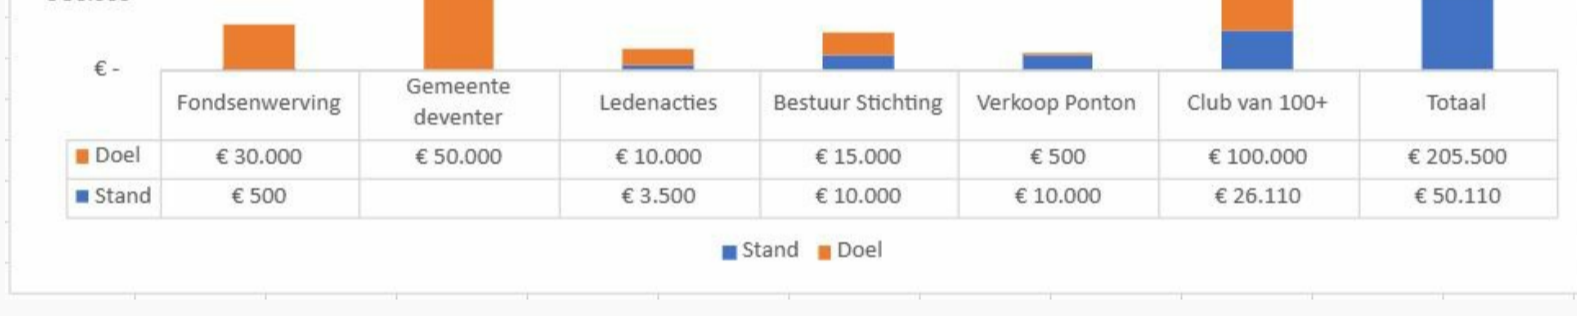 € -
Fondsenwerving Gemeente deventer Ledenacties Bestuur Stichting Verkoop Ponton Club van 100+ Totaal
Doel € 30.000 € 50.000 € 10.000 € 15.000 € 500 € 100.000 € 205.500
Stand € 500 € 3.500 € 10.000 € 10.000 € 26.110 € 50.110
Stand Doel